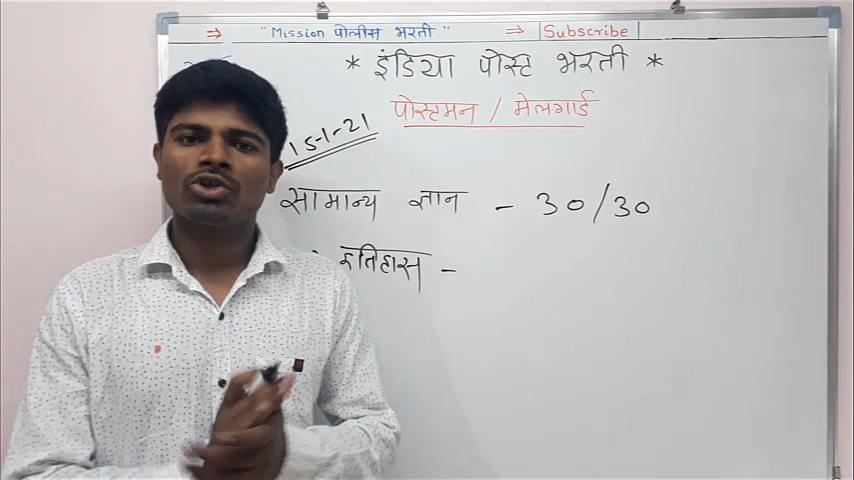 ⇒ "Mission पोलीस भरती" ⇒ Subscribe
* इंडिया पोस्ट भरती *
पोस्टमन / मेलगार्ड
15-1-21
सामान्य ज्ञान - 30/30
इतिहास -